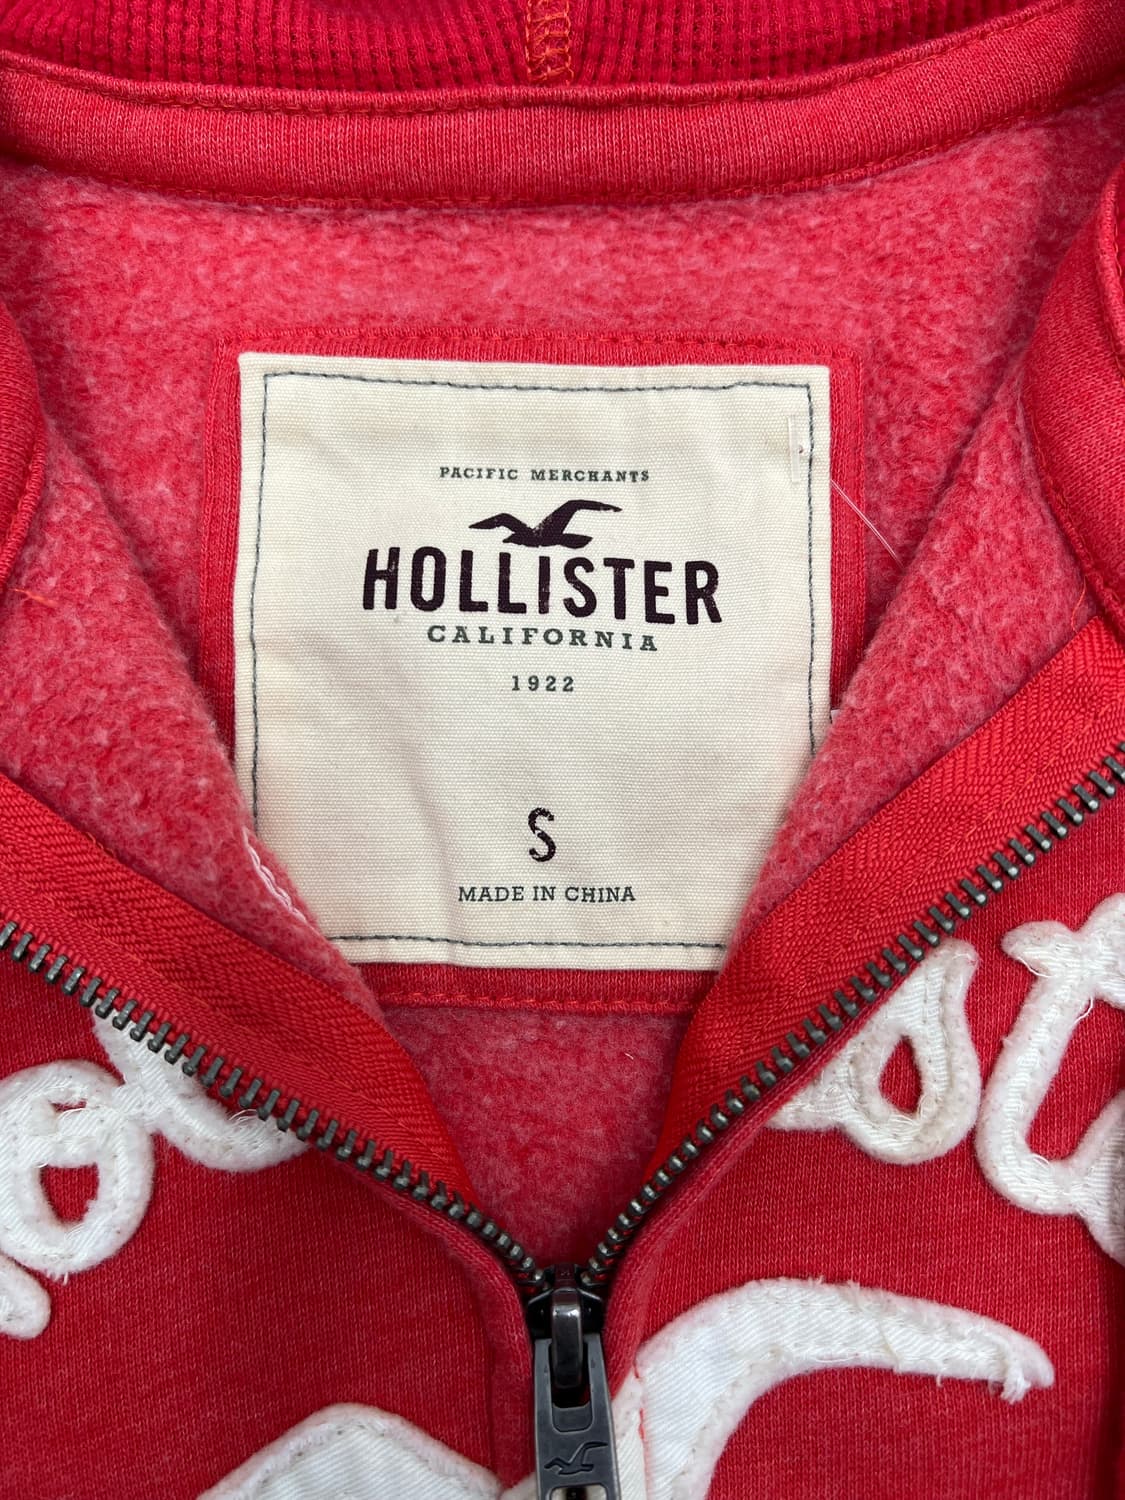 PACIFIC MERCHANTS
HOLLISTER
CALIFORNIA
1922
S
MADE IN CHINA